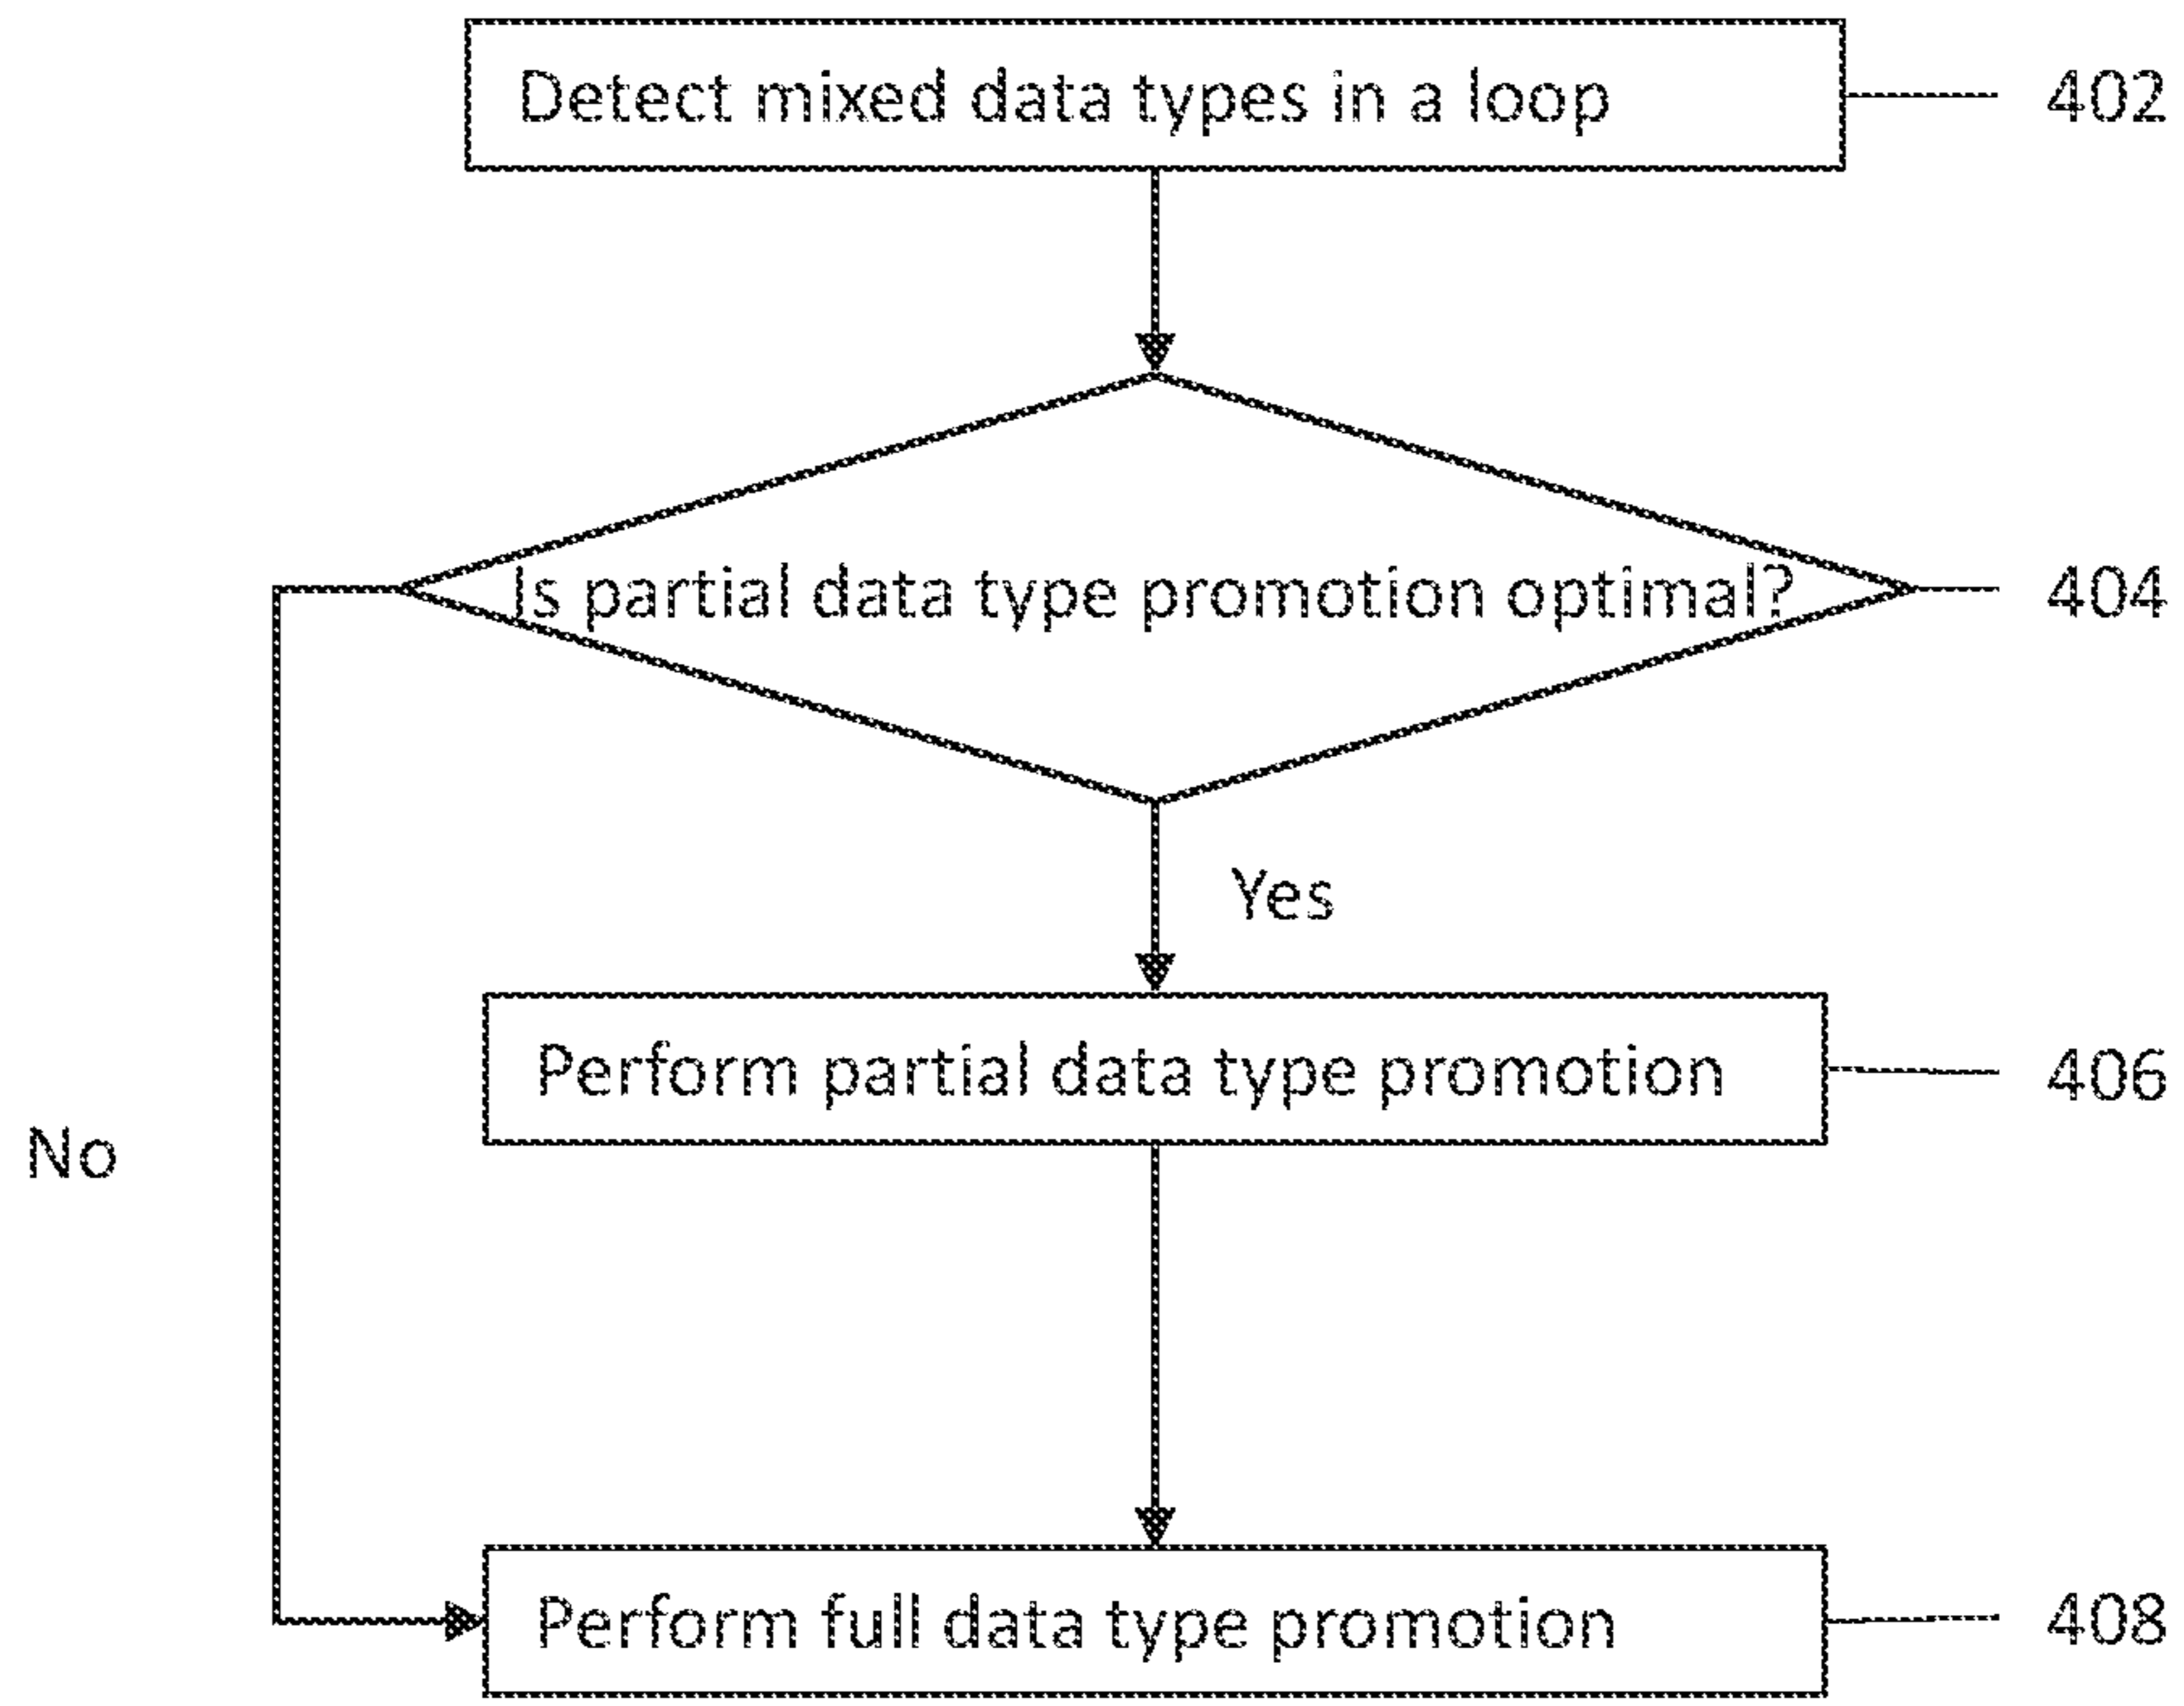 Detect mixed data types in a loop
402
Is partial data type promotion optimal?
404
Yes
Perform partial data type promotion
406
No
Perform full data type promotion
408